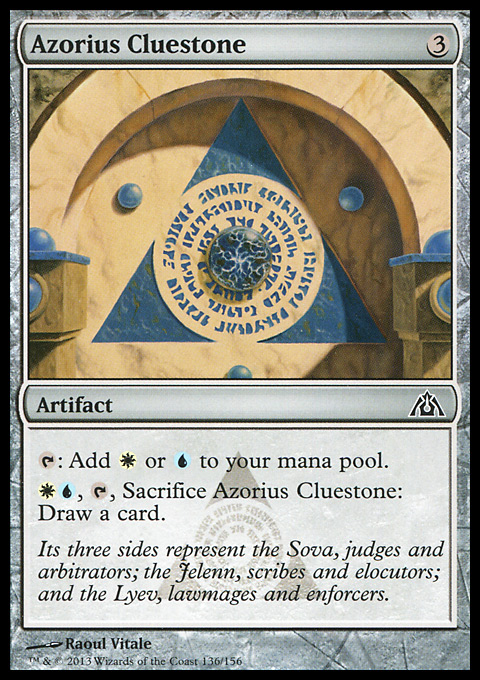 Azorius Cluestone 3
Artifact
: Add or to your mana pool.
, , Sacrifice Azorius Cluestone:
Draw a card.
Its three sides represent the Sova, judges and
arbitrators; the Jelenn, scribes and elocutors;
and the Lyev, lawmages and enforcers.
Raoul Vitale
™ & © 2013 Wizards of the Coast 136/156